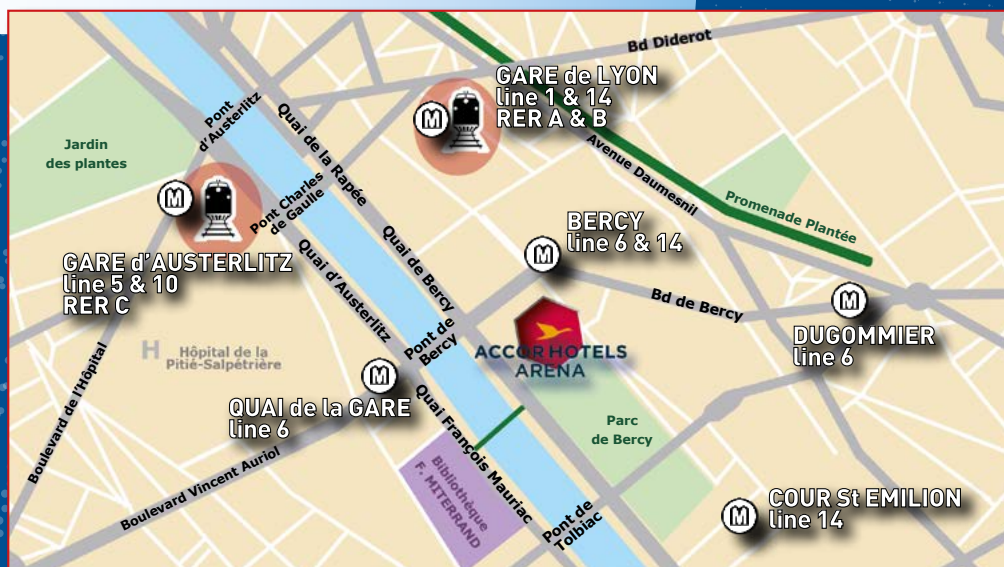 Bd Diderot
GARE de LYON
line 1 & 14
RER A & B
M
Pont
d'Austerlitz
Quai de la Rapée
Jardin
des plantes
Avenue Daumesnil
M
Pont Charles
de Gaulle
Promenade Plantée
BERCY
line 6 & 14
M
Quai de Bercy
Quai d'Austerlitz
GARE d'AUSTERLITZ
line 5 & 10
RER C
Bd de Bercy
M
DUGOMMIER
line 6
Pont de
Bercy
ACCORHOTELS
ARENA
H
Hôpital de la
Pitié-Salpétrière
Boulevard de l'Hôpital
M
QUAI de la GARE
line 6
Quai François Mauriac
Parc
de Bercy
Boulevard Vincent Auriol
Bibliothèque
F. MITERRAND
Pont de
Tolbiac
M
COUR St EMILION
line 14